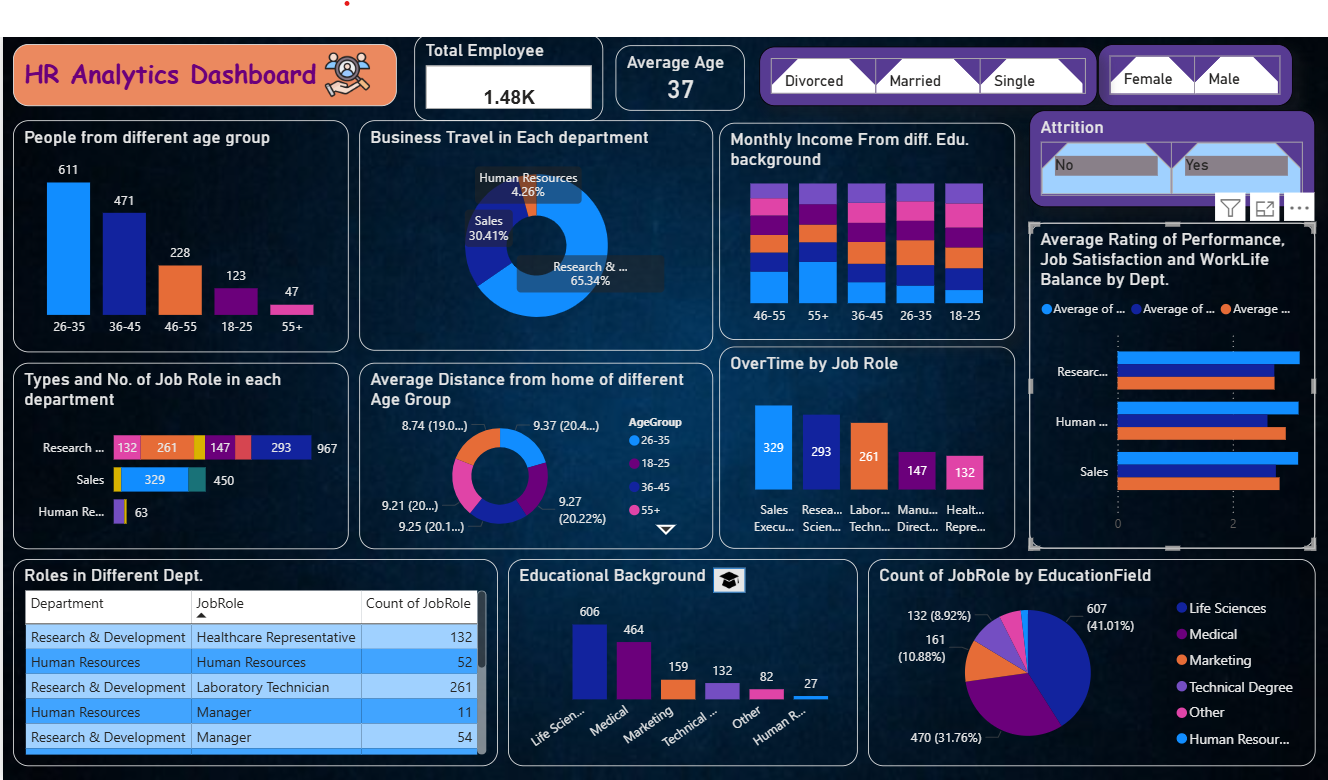 HR Analytics Dashboard
Total Employee
1.48K
Average Age
37
Divorced
Married
Single
Female
Male
Attrition
No
Yes
People from different age group
611
471
228
123
47
26-35
36-45
46-55
18-25
55+
Business Travel in Each department
Human Resources
4.26%
Sales
30.41%
Research & ...
65.34%
Monthly Income From diff. Edu.
background
46-55
55+
36-45
26-35
18-25
Average Rating of Performance,
Job Satisfaction and WorkLife
Balance by Dept.
Average of ...
Average of ...
Average ...
Researc...
Human ...
Sales
0
2
Types and No. of Job Role in each
department
Research ...
132
261
147
293
967
Sales
329
450
Human Re...
63
Average Distance from home of different
Age Group
8.74 (19.0...)
9.37 (20.4...)
9.27
(20.22%)
9.21 (20...)
9.25 (20.1...)
AgeGroup
26-35
18-25
36-45
55+
OverTime by Job Role
329
293
261
147
132
Sales
Execu...
Resea...
Scien...
Labor...
Techn...
Manu...
Direct...
Healt...
Repre...
Roles in Different Dept.
Department JobRole Count of JobRole
Research & Development Healthcare Representative 132
Human Resources Human Resources 52
Research & Development Laboratory Technician 261
Human Resources Manager 11
Research & Development Manager 54
Educational Background
606
464
159
132
82
27
Life Scien...
Medical
Marketing
Technical ...
Other
Human R...
Count of JobRole by EducationField
132 (8.92%)
161
(10.88%)
607
(41.01%)
470 (31.76%)
Life Sciences
Medical
Marketing
Technical Degree
Other
Human Resour...